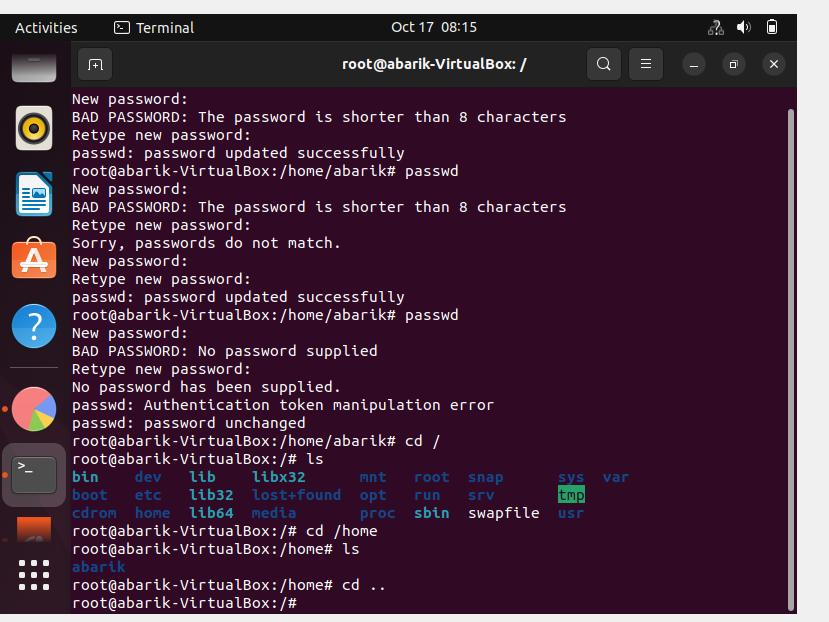 Activities Terminal Oct 17 08:15
root@abarik-VirtualBox: /
New password:
BAD PASSWORD: The password is shorter than 8 characters
Retype new password:
passwd: password updated successfully
root@abarik-VirtualBox:/home/abarik# passwd
New password:
BAD PASSWORD: The password is shorter than 8 characters
Retype new password:
Sorry, passwords do not match.
New password:
Retype new password:
passwd: password updated successfully
root@abarik-VirtualBox:/home/abarik# passwd
New password:
BAD PASSWORD: No password supplied
Retype new password:
No password has been supplied.
passwd: Authentication token manipulation error
passwd: password unchanged
root@abarik-VirtualBox:/home/abarik# cd /
root@abarik-VirtualBox:/# ls
bin dev lib libx32 mnt root snap sys var
boot etc lib32 lost+found opt run srv tmp
cdrom home lib64 media proc sbin swapfile usr
root@abarik-VirtualBox:/# cd /home
root@abarik-VirtualBox:/home# ls
abarik
root@abarik-VirtualBox:/home# cd ..
root@abarik-VirtualBox:/#